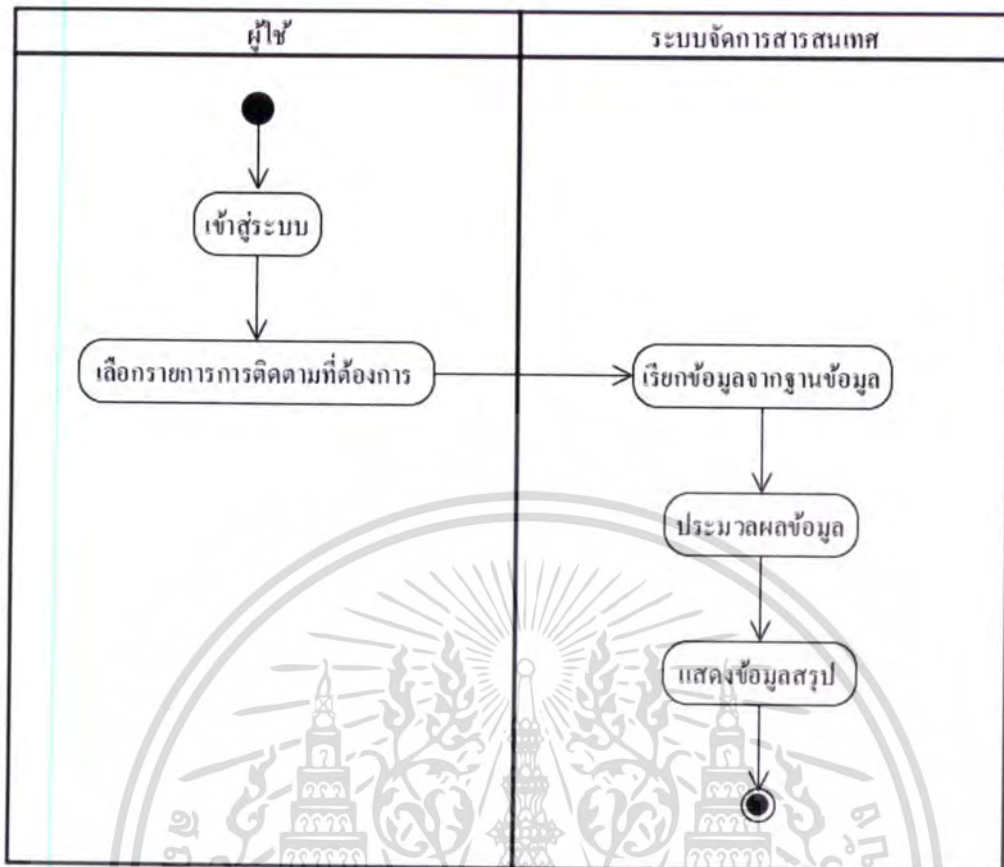 ผู้ใช้
ระบบจัดการสารสนเทศ
เข้าสู่ระบบ
เลือกรายการการติดตามที่ต้องการ
เรียกข้อมูลจากฐานข้อมูล
ประมวลผลข้อมูล
แสดงข้อมูลสรุป